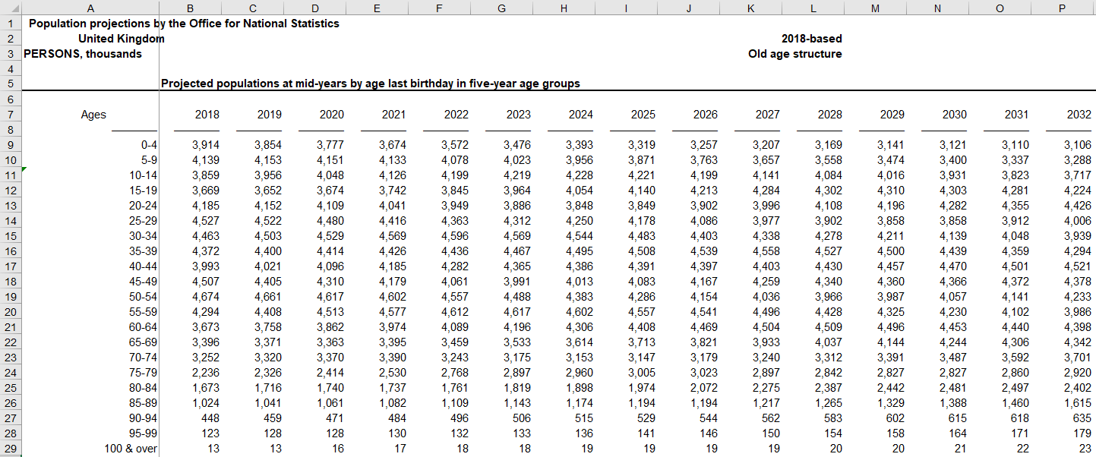 A B C D E F G H I J K L M N O P
1 Population projections by the Office for National Statistics
2 United Kingdom 2018-based
3 PERSONS, thousands Old age structure
4
5 Projected populations at mid-years by age last birthday in five-year age groups
6
7 Ages 2018 2019 2020 2021 2022 2023 2024 2025 2026 2027 2028 2029 2030 2031 2032
8
9 0-4 3,914 3,854 3,777 3,674 3,572 3,476 3,393 3,319 3,257 3,207 3,169 3,141 3,121 3,110 3,106
10 5-9 4,139 4,153 4,151 4,133 4,078 4,023 3,956 3,871 3,763 3,657 3,558 3,474 3,400 3,337 3,288
11 10-14 3,859 3,956 4,048 4,126 4,199 4,219 4,228 4,221 4,199 4,141 4,084 4,016 3,931 3,823 3,717
12 15-19 3,669 3,652 3,674 3,742 3,845 3,964 4,054 4,140 4,213 4,284 4,302 4,310 4,303 4,281 4,224
13 20-24 4,185 4,152 4,109 4,041 3,949 3,886 3,848 3,849 3,902 3,996 4,108 4,196 4,282 4,355 4,426
14 25-29 4,527 4,522 4,480 4,416 4,363 4,312 4,250 4,178 4,086 3,977 3,902 3,858 3,858 3,912 4,006
15 30-34 4,463 4,503 4,529 4,569 4,596 4,569 4,544 4,483 4,403 4,338 4,278 4,211 4,139 4,048 3,939
16 35-39 4,372 4,400 4,414 4,426 4,436 4,467 4,495 4,508 4,539 4,558 4,527 4,500 4,439 4,359 4,294
17 40-44 3,993 4,021 4,096 4,185 4,282 4,365 4,386 4,391 4,397 4,403 4,430 4,457 4,470 4,501 4,521
18 45-49 4,507 4,405 4,310 4,179 4,061 3,991 4,013 4,083 4,167 4,259 4,340 4,360 4,366 4,372 4,378
19 50-54 4,674 4,661 4,617 4,602 4,557 4,488 4,383 4,286 4,154 4,036 3,966 3,987 4,057 4,141 4,233
20 55-59 4,294 4,408 4,513 4,577 4,612 4,617 4,602 4,557 4,541 4,496 4,428 4,325 4,230 4,102 3,986
21 60-64 3,673 3,758 3,862 3,974 4,089 4,196 4,306 4,408 4,469 4,504 4,509 4,496 4,453 4,440 4,398
22 65-69 3,396 3,371 3,363 3,395 3,459 3,533 3,614 3,713 3,821 3,933 4,037 4,144 4,244 4,306 4,342
23 70-74 3,252 3,320 3,370 3,390 3,243 3,175 3,153 3,147 3,179 3,240 3,312 3,391 3,487 3,592 3,701
24 75-79 2,236 2,326 2,414 2,530 2,768 2,897 2,960 3,005 3,023 2,897 2,842 2,827 2,827 2,860 2,920
25 80-84 1,673 1,716 1,740 1,737 1,761 1,819 1,898 1,974 2,072 2,275 2,387 2,442 2,481 2,497 2,402
26 85-89 1,024 1,041 1,061 1,082 1,109 1,143 1,174 1,194 1,194 1,217 1,265 1,329 1,388 1,460 1,615
27 90-94 448 459 471 484 496 506 515 529 544 562 583 602 615 618 635
28 95-99 123 128 128 130 132 133 136 141 146 150 154 158 164 171 179
29 100 & over 13 13 16 17 18 18 19 19 19 19 20 20 21 22 23